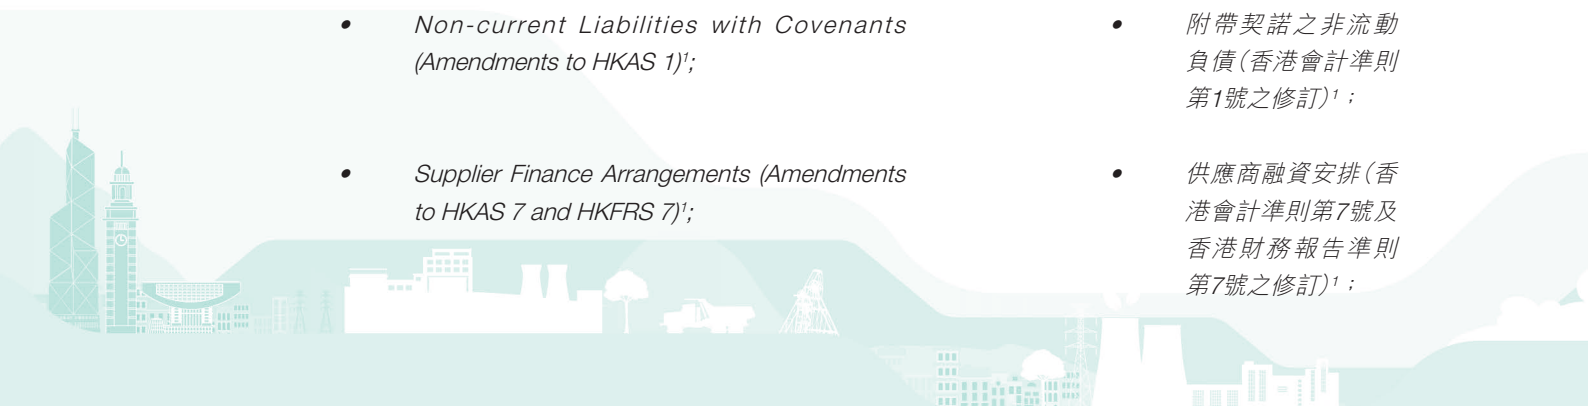 • Non-current Liabilities with Covenants
(Amendments to HKAS 1)¹;
• Supplier Finance Arrangements (Amendments
to HKAS 7 and HKFRS 7)¹;
• 附帶契諾之非流動
負債(香港會計準則
第1號之修訂)¹；
• 供應商融資安排(香
港會計準則第7號及
香港財務報告準則
第7號之修訂)¹；